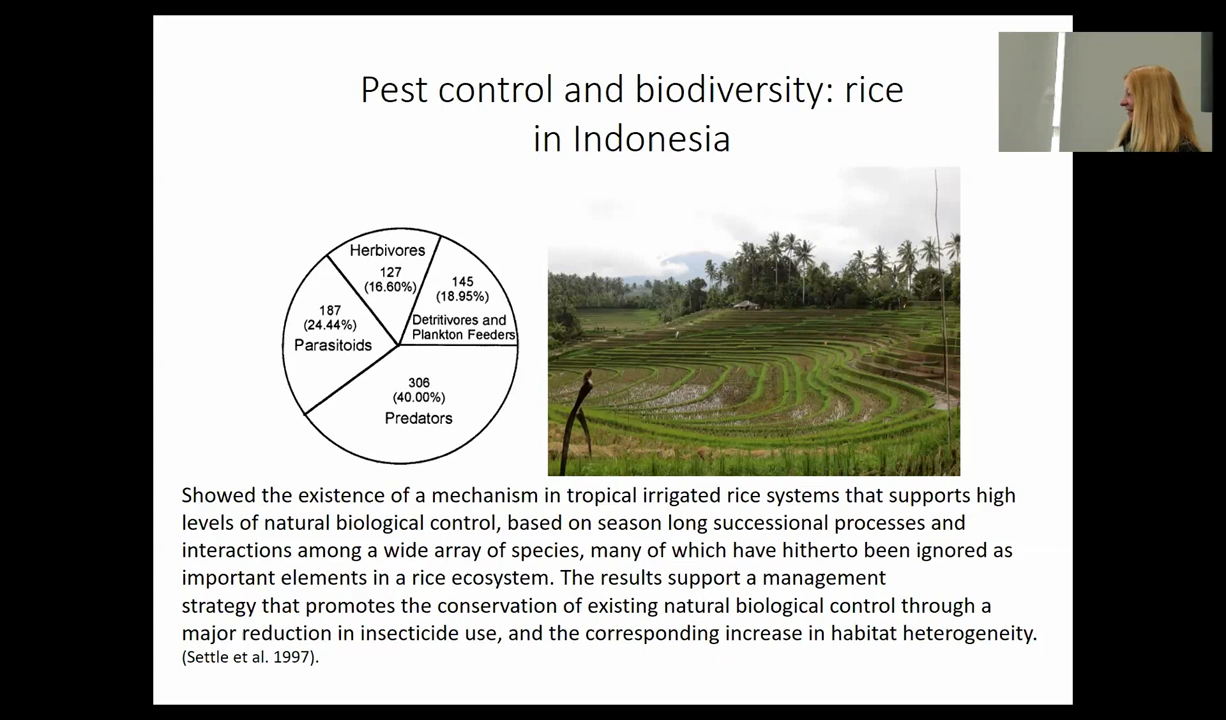 Pest control and biodiversity: rice
in Indonesia
Herbivores
127
(16.60%)
145
(18.95%)
Detritivores and
Plankton Feeders
187
(24.44%)
Parasitoids
306
(40.00%)
Predators
Showed the existence of a mechanism in tropical irrigated rice systems that supports high
levels of natural biological control, based on season long successional processes and
interactions among a wide array of species, many of which have hitherto been ignored as
important elements in a rice ecosystem. The results support a management
strategy that promotes the conservation of existing natural biological control through a
major reduction in insecticide use, and the corresponding increase in habitat heterogeneity.
(Settle et al. 1997).